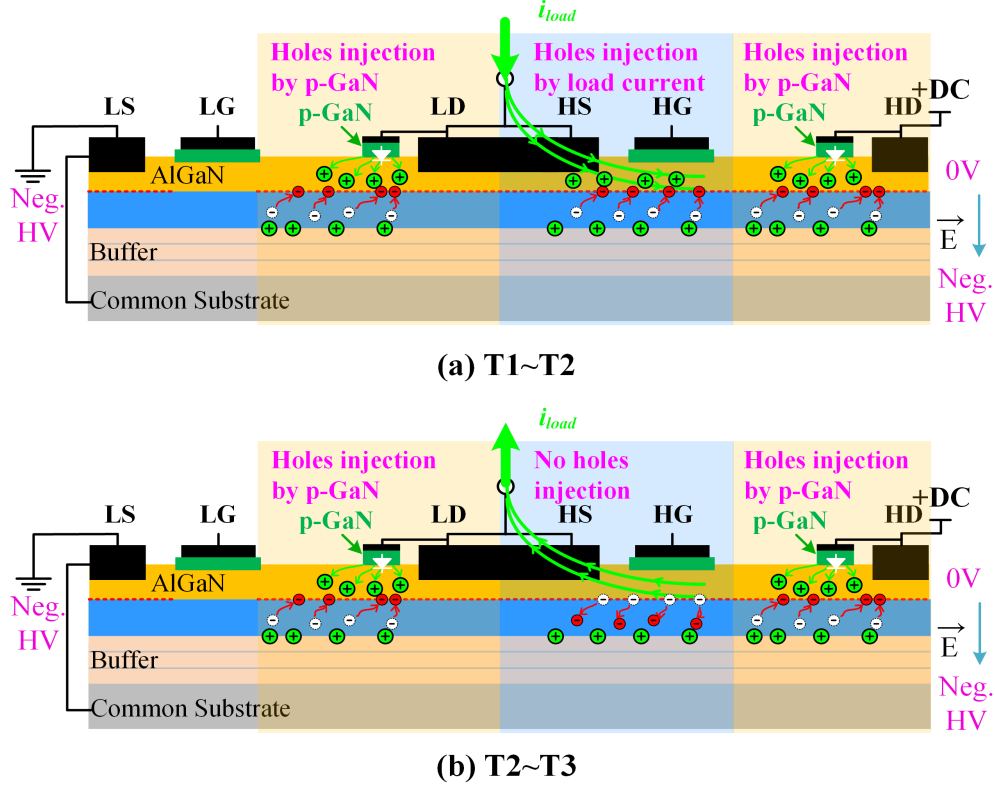 i_load
Holes injection
by p-GaN
Holes injection
by load current
Holes injection
by p-GaN
LS
LG
p-GaN
LD
HS
HG
p-GaN
HD
+DC
AlGaN
0V
Neg.
HV
E
Buffer
Neg.
HV
Common Substrate
(a) T1~T2
i_load
Holes injection
by p-GaN
No holes
injection
Holes injection
by p-GaN
LS
LG
p-GaN
LD
HS
HG
p-GaN
HD
+DC
AlGaN
0V
Neg.
HV
E
Buffer
Neg.
HV
Common Substrate
(b) T2~T3